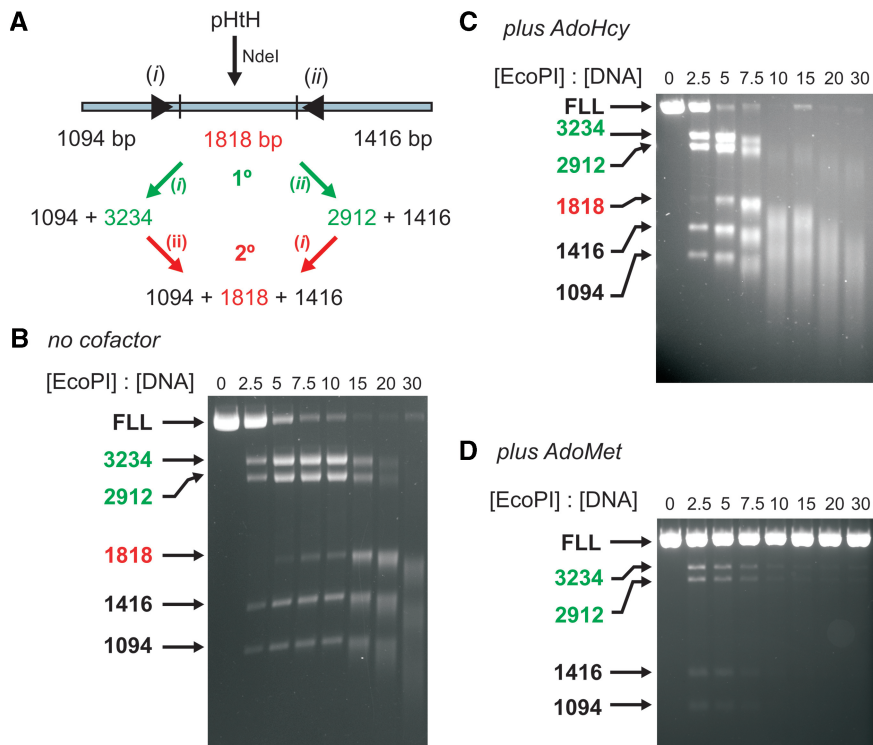 A
pHtH
NdeI
(i) (ii)
1094 bp 1818 bp 1416 bp
(i) 1º (ii)
1094 + 3234 2912 + 1416
(ii) 2º (i)
1094 + 1818 + 1416
B no cofactor
[EcoPI] : [DNA] 0 2.5 5 7.5 10 15 20 30
FLL
3234
2912
1818
1416
1094
C plus AdoHcy
[EcoPI] : [DNA] 0 2.5 5 7.5 10 15 20 30
FLL
3234
2912
1818
1416
1094
D plus AdoMet
[EcoPI] : [DNA] 0 2.5 5 7.5 10 15 20 30
FLL
3234
2912
1416
1094